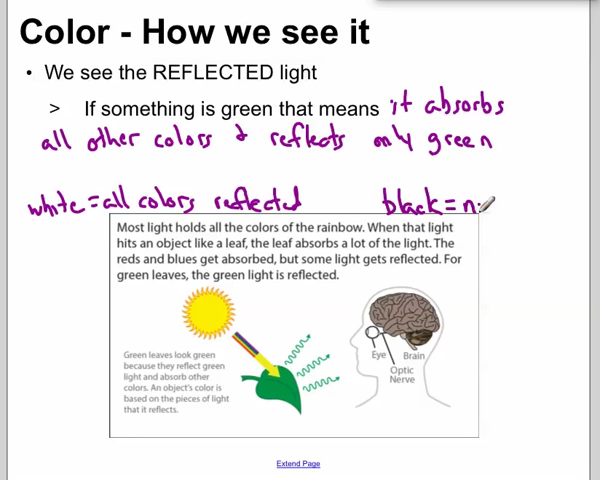 Color - How we see it
• We see the REFLECTED light
> If something is green that means it absorbs
all other colors & reflects only green
white = all colors reflected black = n
Most light holds all the colors of the rainbow. When that light
hits an object like a leaf, the leaf absorbs a lot of the light. The
reds and blues get absorbed, but some light gets reflected. For
green leaves, the green light is reflected.
Green leaves look green
because they reflect green
light and absorb other
colors. An object's color is
based on the pieces of light
that it reflects.
Eye Brain
Optic
Nerve
Extend Page